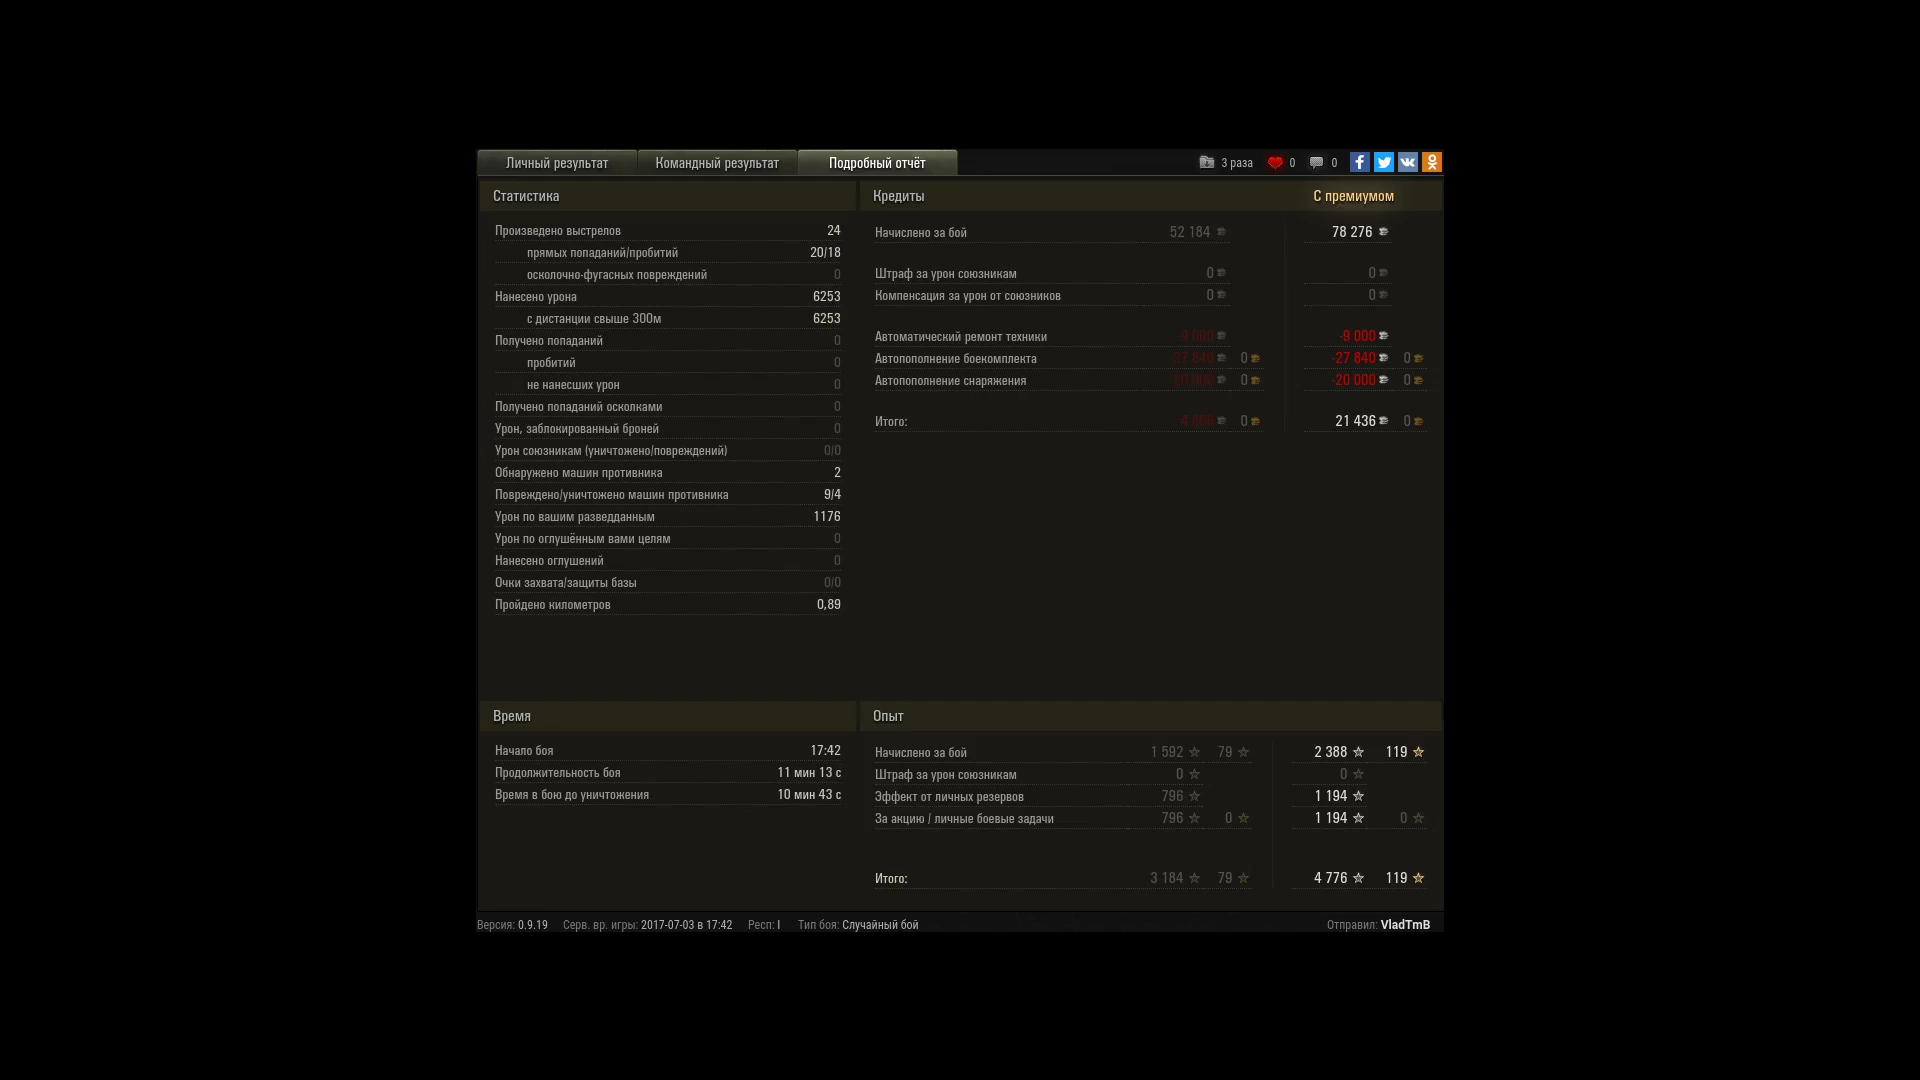 Личный результат Командный результат Подробный отчёт 3 раза 0 0
Статистика
Произведено выстрелов 24
прямых попаданий/пробитий 20/18
осколочно-фугасных повреждений 0
Нанесено урона 6253
с дистанции свыше 300м 6253
Получено попаданий 0
пробитий 0
не нанесших урон 0
Получено попаданий осколками 0
Урон, заблокированный броней 0
Урон союзникам (уничтожено/повреждений) 0/0
Обнаружено машин противника 2
Повреждено/уничтожено машин противника 9/4
Урон по вашим разведданным 1176
Урон по оглушённым вами целям 0
Нанесено оглушений 0
Очки захвата/защиты базы 0/0
Пройдено километров 0,89
Кредиты С премиумом
Начислено за бой 52 184 78 276
Штраф за урон союзникам 0 0
Компенсация за урон от союзников 0 0
Автоматический ремонт техники -9 000 -9 000
Автопополнение боекомплекта -27 840 0 -27 840 0
Автопополнение снаряжения 0 -20 000 0
Итого: 0 21 436 0
Время
Начало боя 17:42
Продолжительность боя 11 мин 13 с
Время в бою до уничтожения 10 мин 43 с
Опыт
Начислено за бой 1 592 79 2 388 119
Штраф за урон союзникам 0 0
Эффект от личных резервов 796 1 194
За акцию / личные боевые задачи 796 0 1 194 0
Итого: 3 184 79 4 776 119
Версия: 0.9.19 Серв. вр. игры: 2017-07-03 в 17:42 Респ: I Тип боя: Случайный бой Отправил: VladTmB